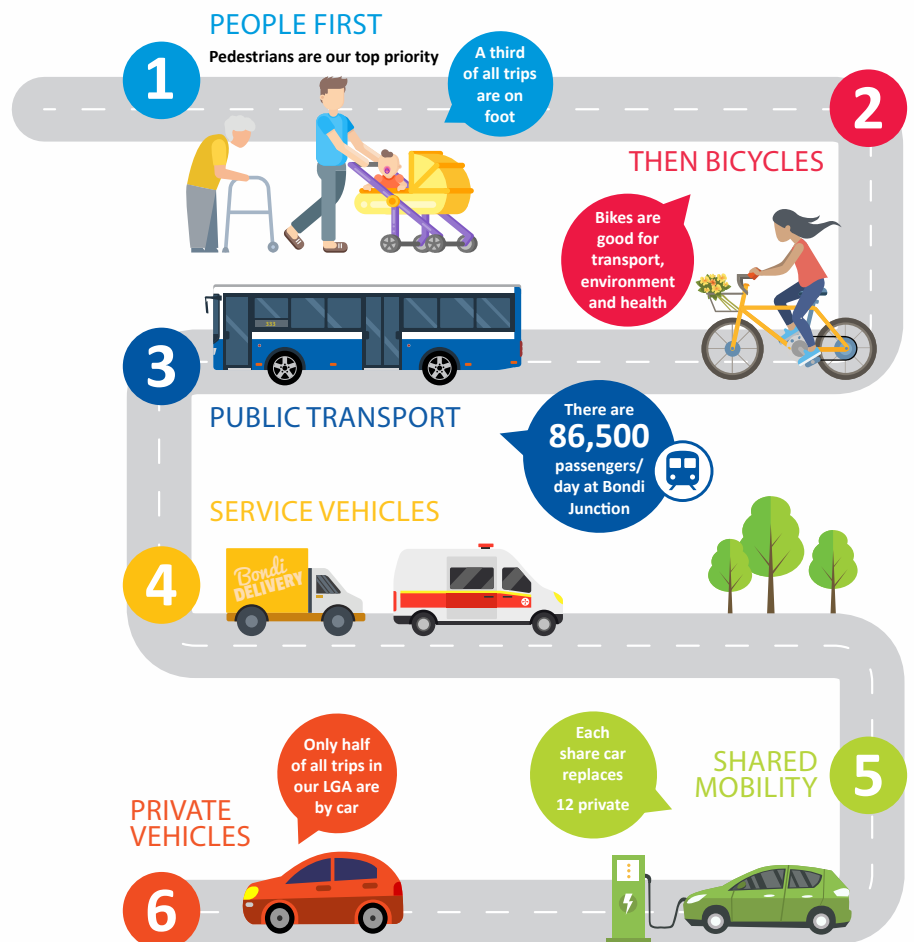 PEOPLE FIRST
Pedestrians are our top priority
1
A third
of all trips
are on
foot
2
THEN BICYCLES
Bikes are
good for
transport,
environment
and health
333
3
PUBLIC TRANSPORT
There are
86,500
passengers/
day at Bondi
Junction
SERVICE VEHICLES
4
Bondi
DELIVERY
5
SHARED
MOBILITY
Each
share car
replaces
12 private
Only half
of all trips in
our LGA are
by car
PRIVATE
VEHICLES
6